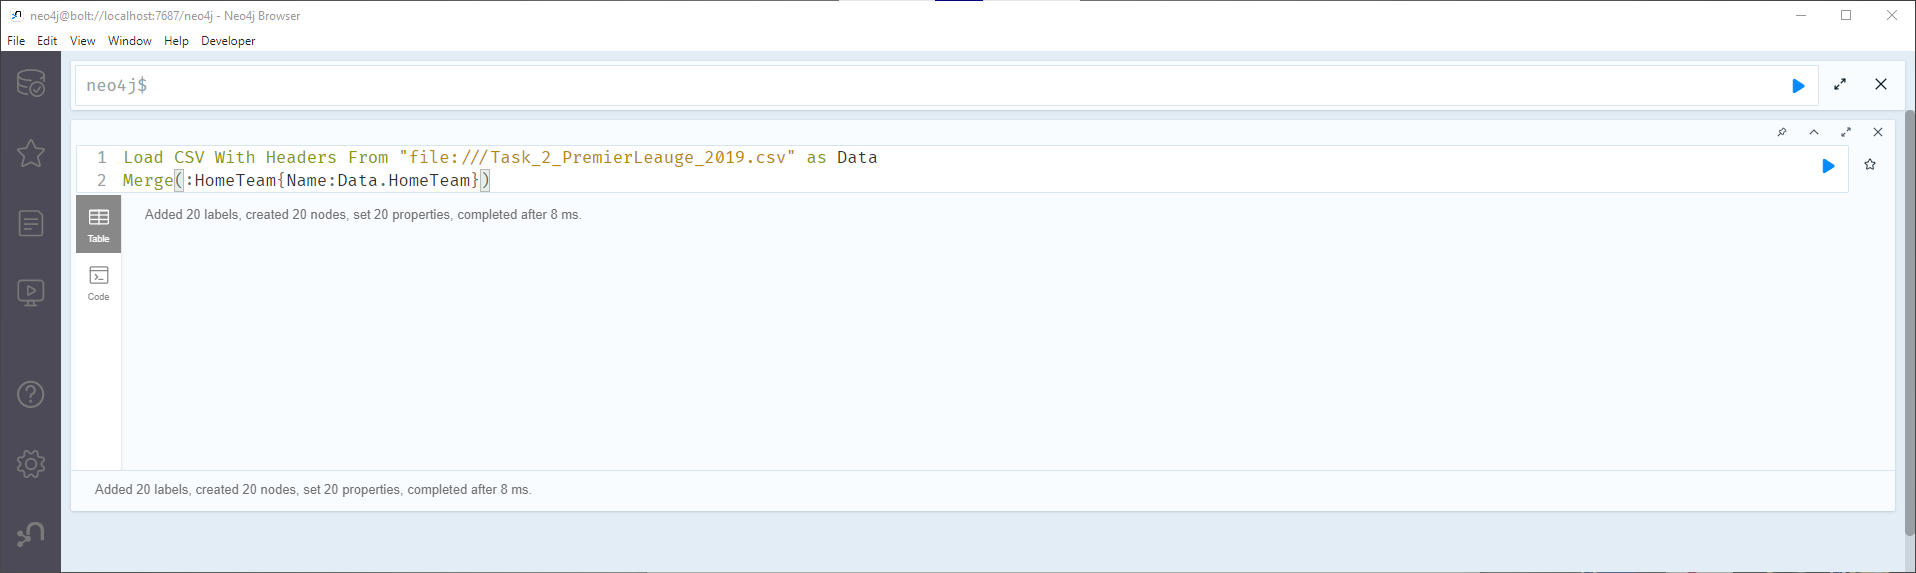 neo4j@bolt://localhost:7687/neo4j - Neo4j Browser
File Edit View Window Help Developer
neo4j$
1 Load CSV With Headers From "file:///Task_2_PremierLeauge_2019.csv" as Data
2 Merge(:HomeTeam{Name:Data.HomeTeam})
Table
Added 20 labels, created 20 nodes, set 20 properties, completed after 8 ms.
Code
Added 20 labels, created 20 nodes, set 20 properties, completed after 8 ms.